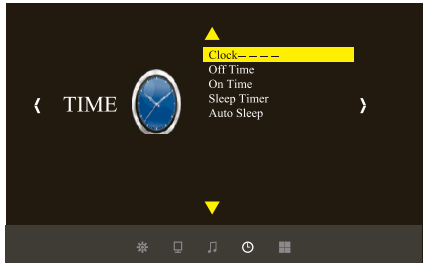 TIME
Clock————
Off Time
On Time
Sleep Timer
Auto Sleep